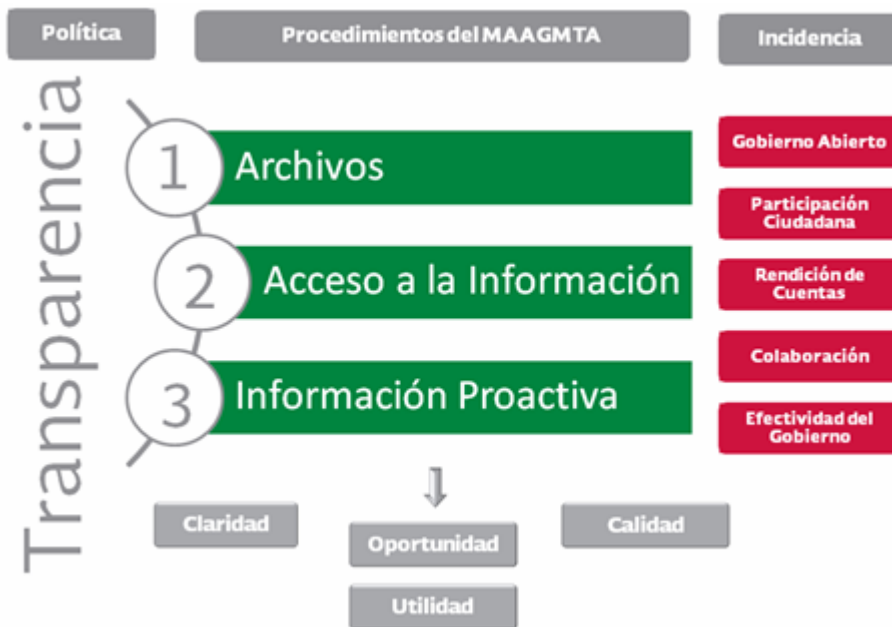 Política
Procedimientos del MAAGMTA
Incidencia
Transparencia
1
Archivos
2
Acceso a la Información
3
Información Proactiva
Gobierno Abierto
Participación
Ciudadana
Rendición de
Cuentas
Colaboración
Efectividad del
Gobierno
Claridad
Oportunidad
Calidad
Utilidad